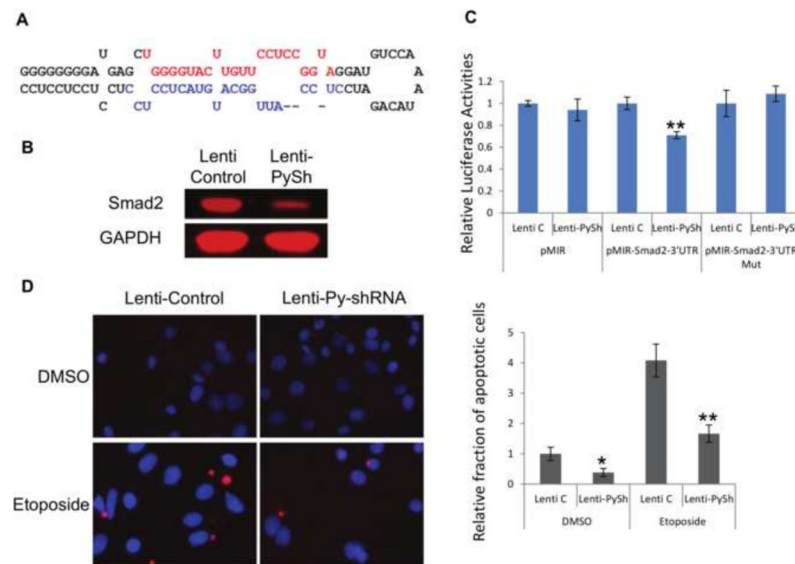 A
U CU U CCUCC U GUCCA
GGGGGGGGA GAG GGGGUAC UGUU GG AGGAU A
CCUCCUCCU CUC CCUCAUG ACGG CC UCCUA A
C CU U UUA-- - GACAU
B
Lenti Control
Lenti-PySh
Smad2
GAPDH
C
Relative Luciferase Activities
1.2
1
0.8
0.6
0.4
0.2
0
**
Lenti C Lenti-PySh Lenti C Lenti-PySh Lenti C Lenti-PySh
pMIR pMIR-Smad2-3'UTR pMIR-Smad2-3'UTR
Mut
D
Lenti-Control Lenti-Py-shRNA
DMSO
Etoposide
Relative fraction of apoptotic cells
5
4
3
2
1
0
* **
Lenti C Lenti-PySh Lenti C Lenti-PySh
DMSO Etoposide